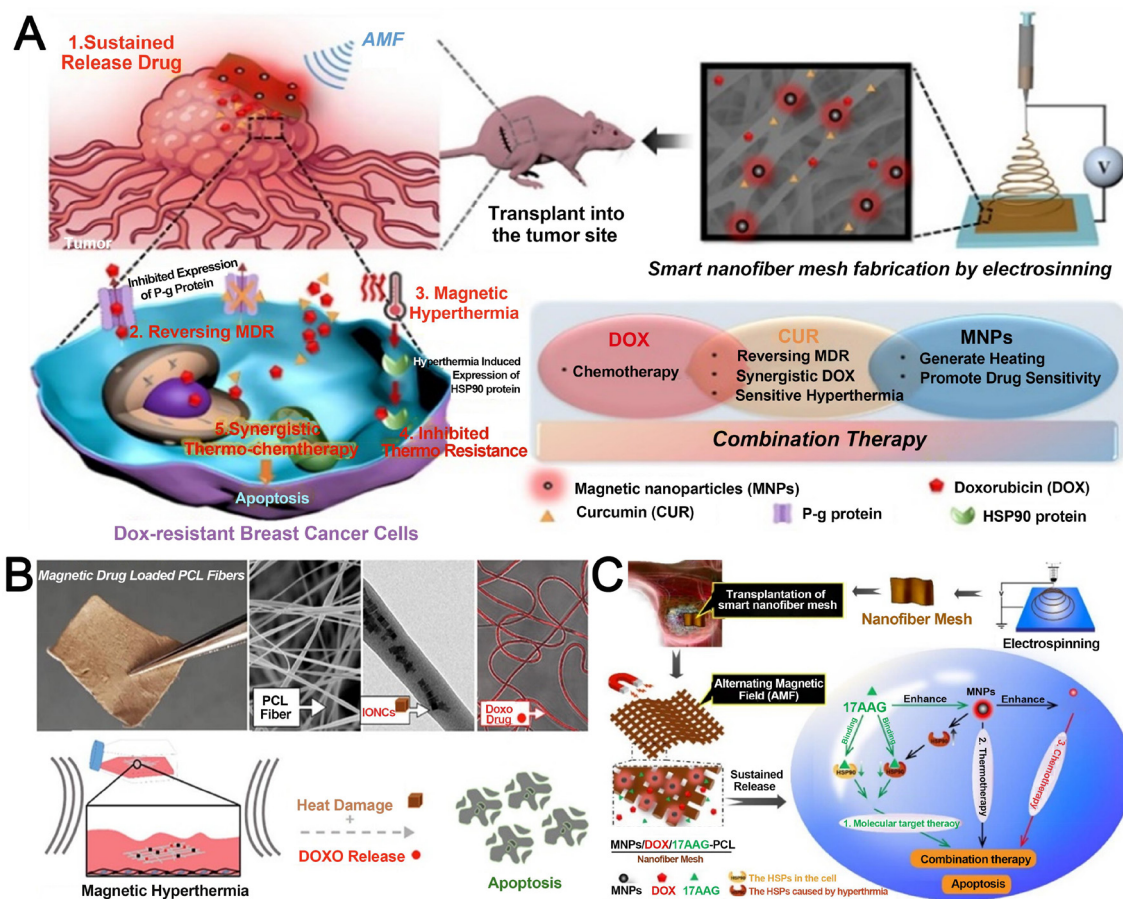 A
1.Sustained
Release Drug
AMF
Tumor
Transplant into
the tumor site
V
Smart nanofiber mesh fabrication by electrosinning
Inhibited Expression
of P-g Protein
2. Reversing MDR
3. Magnetic
Hyperthermia
Hyperthermia Induced
Expression of
HSP90 protein
4. Inhibited
Thermo Resistance
5.Synergistic
Thermo-chemtherapy
Apoptosis
Dox-resistant Breast Cancer Cells
DOX
Chemotherapy
CUR
Reversing MDR
Synergistic DOX
Sensitive Hyperthermia
MNPs
Generate Heating
Promote Drug Sensitivity
Combination Therapy
Magnetic nanoparticles (MNPs)
Doxorubicin (DOX)
Curcumin (CUR)
P-g protein
HSP90 protein
B
Magnetic Drug Loaded PCL Fibers
PCL
Fiber
IONCs
Doxo
Drug
Magnetic Hyperthermia
Heat Damage
+
DOXO Release
Apoptosis
C
Transplantation of
smart nanofiber mesh
Nanofiber Mesh
Electrospinning
Alternating Magnetic
Field (AMF)
Sustained
Release
MNPs/DOX/17AAG-PCL
Nanofiber Mesh
MNPs
DOX
17AAG
HSP90
The HSPs in the cell
HSP90
The HSPs caused by hyperthrmia
17AAG
Enhance
MNPs
Enhance
Binding
Binding
HSP90
HSP90
HSP90
1. Molecular target theraoy
2. Thermotherapy
3. Chemotherapy
Combination therapy
Apoptosis